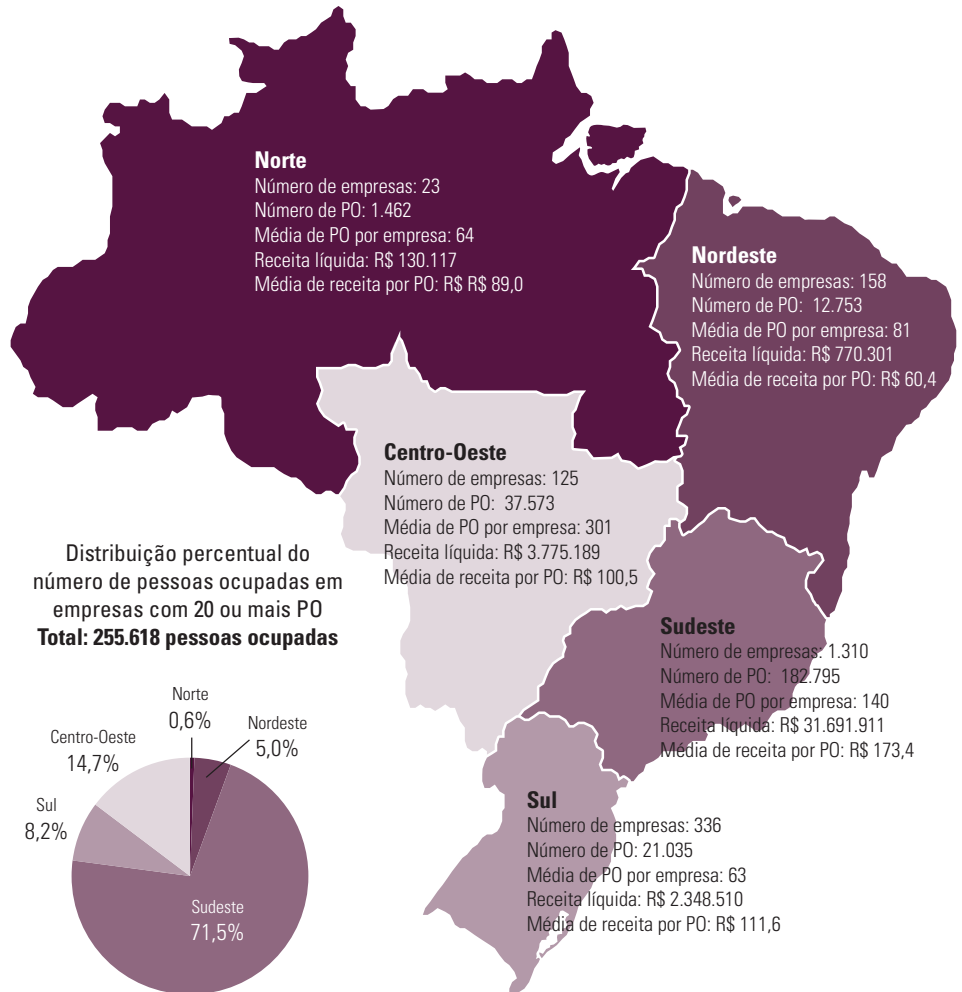 Norte
Número de empresas: 23
Número de PO: 1.462
Média de PO por empresa: 64
Receita líquida: R$ 130.117
Média de receita por PO: R$ R$ 89,0
Nordeste
Número de empresas: 158
Número de PO: 12.753
Média de PO por empresa: 81
Receita líquida: R$ 770.301
Média de receita por PO: R$ 60,4
Centro-Oeste
Número de empresas: 125
Número de PO: 37.573
Média de PO por empresa: 301
Receita líquida: R$ 3.775.189
Média de receita por PO: R$ 100,5
Distribuição percentual do
número de pessoas ocupadas em
empresas com 20 ou mais PO
Total: 255.618 pessoas ocupadas
Sudeste
Número de empresas: 1.310
Número de PO: 182.795
Média de PO por empresa: 140
Receita líquida: R$ 31.691.911
Média de receita por PO: R$ 173,4
Norte
0,6%
Nordeste
5,0%
Centro-Oeste
14,7%
Sul
8,2%
Sudeste
71,5%
Sul
Número de empresas: 336
Número de PO: 21.035
Média de PO por empresa: 63
Receita líquida: R$ 2.348.510
Média de receita por PO: R$ 111,6